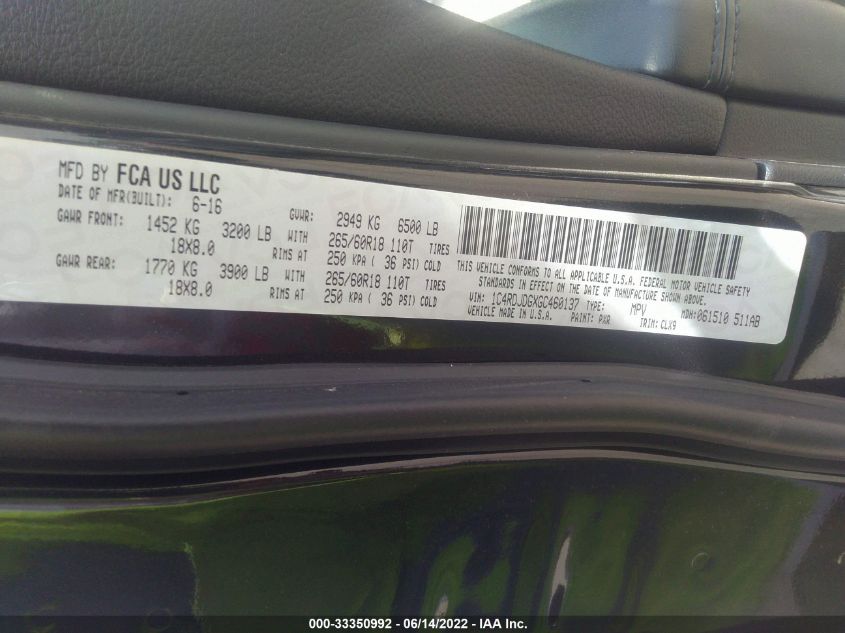 MFD BY FCA US LLC
DATE OF MFR(BUILT): 6-16 GVWR: 2949 KG 6500 LB
GAWR FRONT: 1452 KG 3200 LB WITH 265/60R18 110T TIRES
18X8.0 RIMS AT 250 KPA ( 36 PSI) COLD
GAWR REAR: 1770 KG 3900 LB WITH 265/60R18 110T TIRES
18X8.0 RIMS AT 250 KPA ( 36 PSI) COLD
THIS VEHICLE CONFORMS TO ALL APPLICABLE U.S.A. FEDERAL MOTOR VEHICLE SAFETY
STANDARDS IN EFFECT ON THE DATE OF MANUFACTURE SHOWN ABOVE.
VIN: 1C4RDJDGXGC460137 TYPE: MPV MDH: 061510 511AB
VEHICLE MADE IN U.S.A. PAINT: PXR TRIM: CLX9
000-33350992 - 06/14/2022 - IAA Inc.